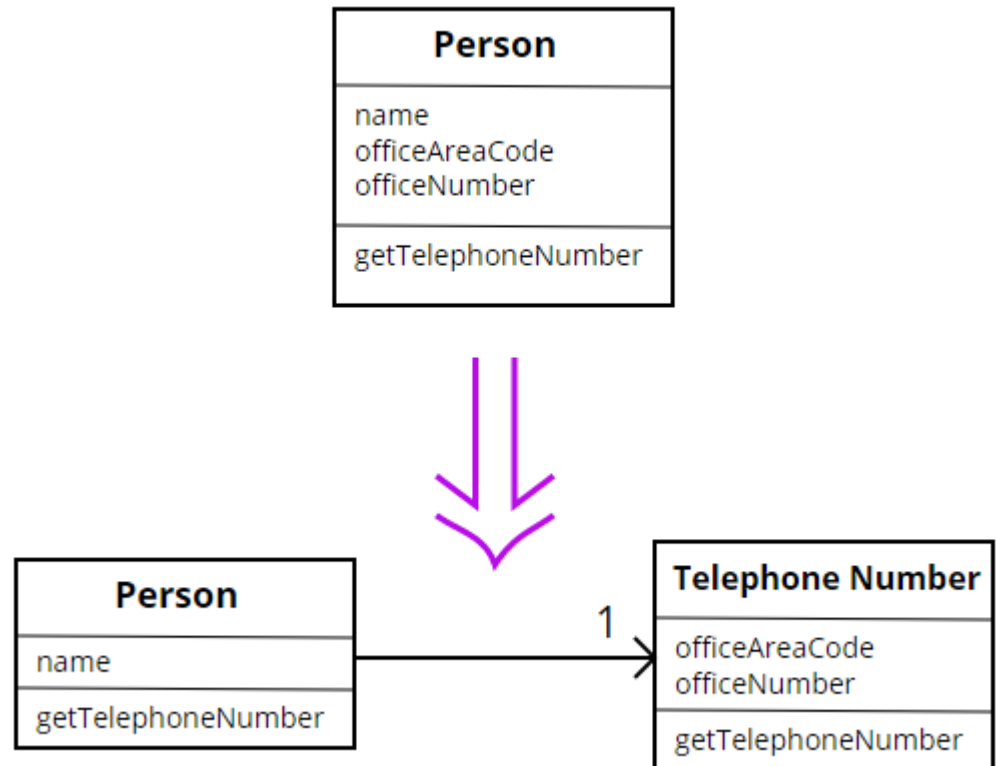 Person
name
officeAreaCode
officeNumber
getTelephoneNumber
Person
name
getTelephoneNumber
1
Telephone Number
officeAreaCode
officeNumber
getTelephoneNumber